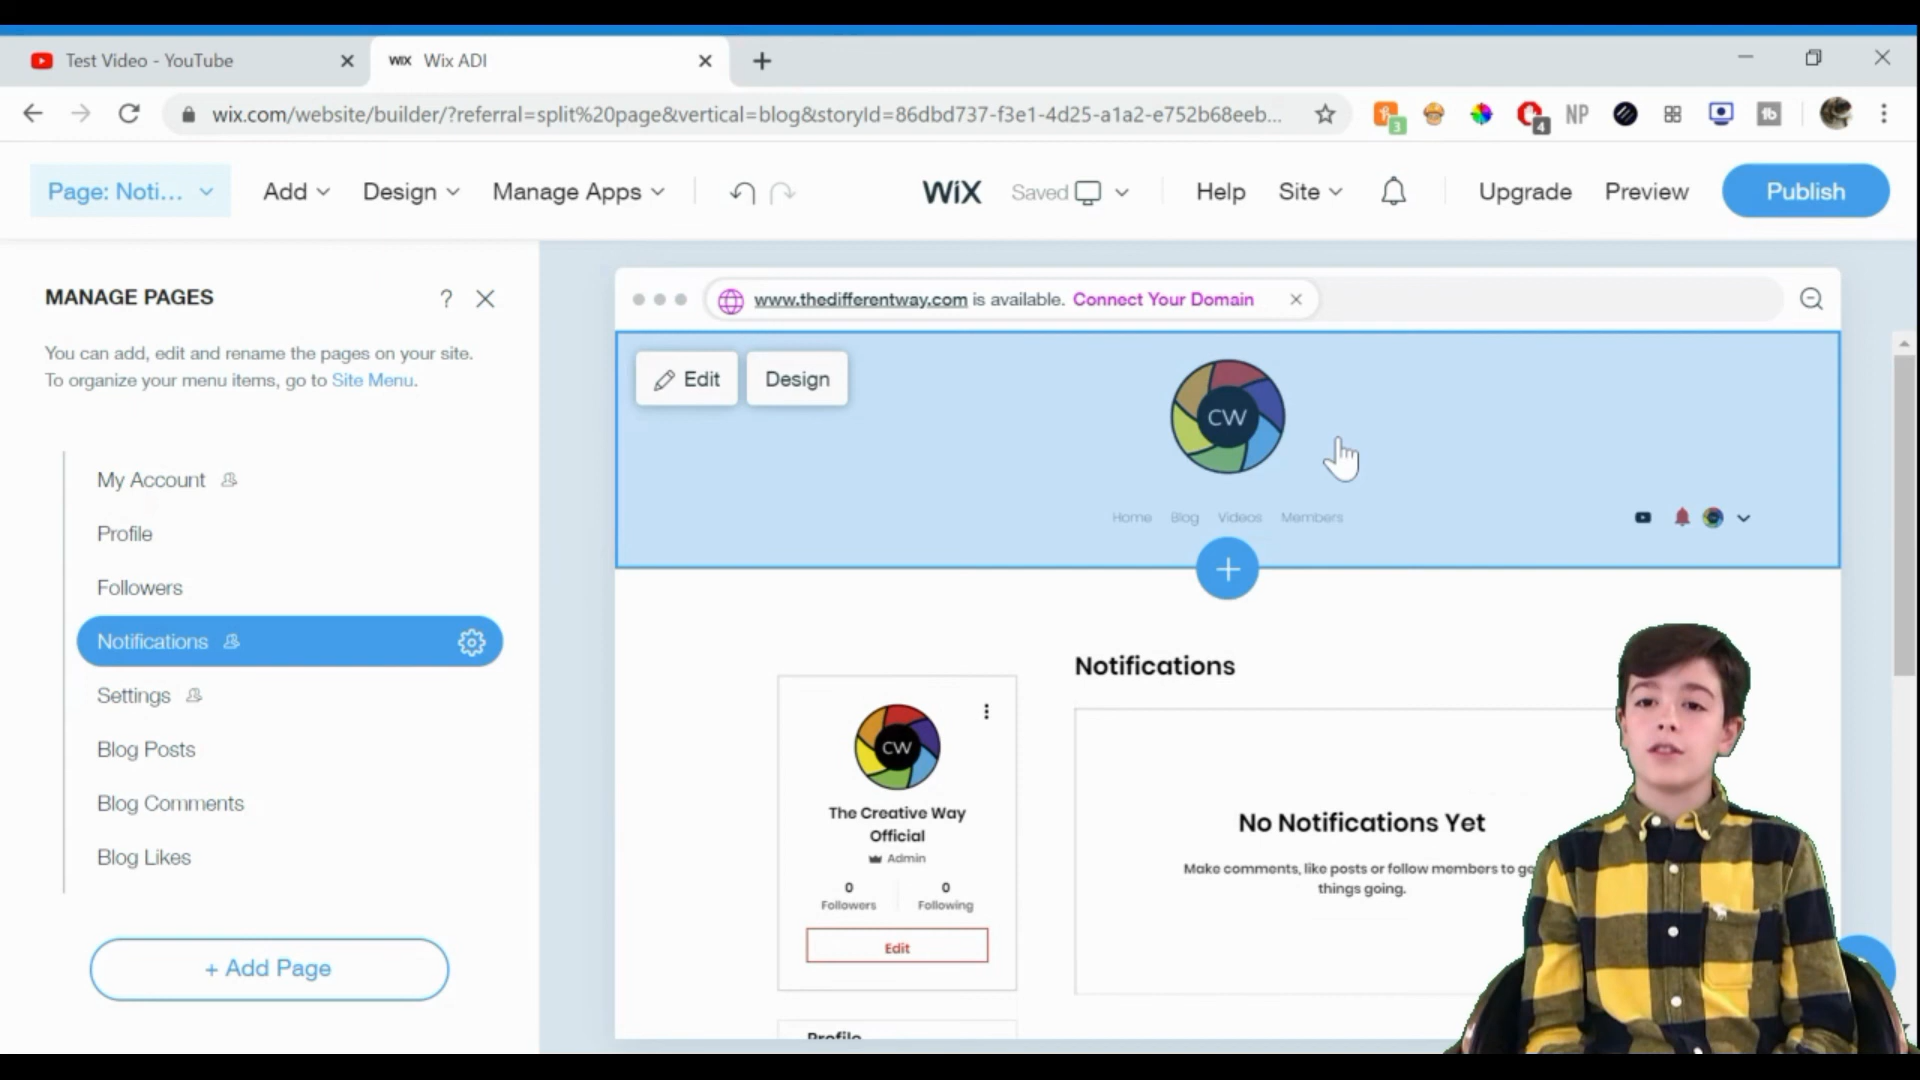 Test Video - YouTube
WIX Wix ADI
wix.com/website/builder/?referral=split%20page&vertical=blog&storyId=86dbd737-f3e1-4d25-a1a2-e752b68eeb...
3
4
NP
tb
Page: Noti...
Add
Design
Manage Apps
WiX
Saved
Help
Site
Upgrade
Preview
Publish
MANAGE PAGES
?
You can add, edit and rename the pages on your site.
To organize your menu items, go to Site Menu.
My Account
Profile
Followers
Notifications
Settings
Blog Posts
Blog Comments
Blog Likes
+ Add Page
www.thedifferentway.com is available. Connect Your Domain
Edit
Design
CW
Home Blog Videos Members
Notifications
CW
The Creative Way
Official
Admin
0 0
Followers Following
Edit
No Notifications Yet
Make comments, like posts or follow members to
things going.
Profile